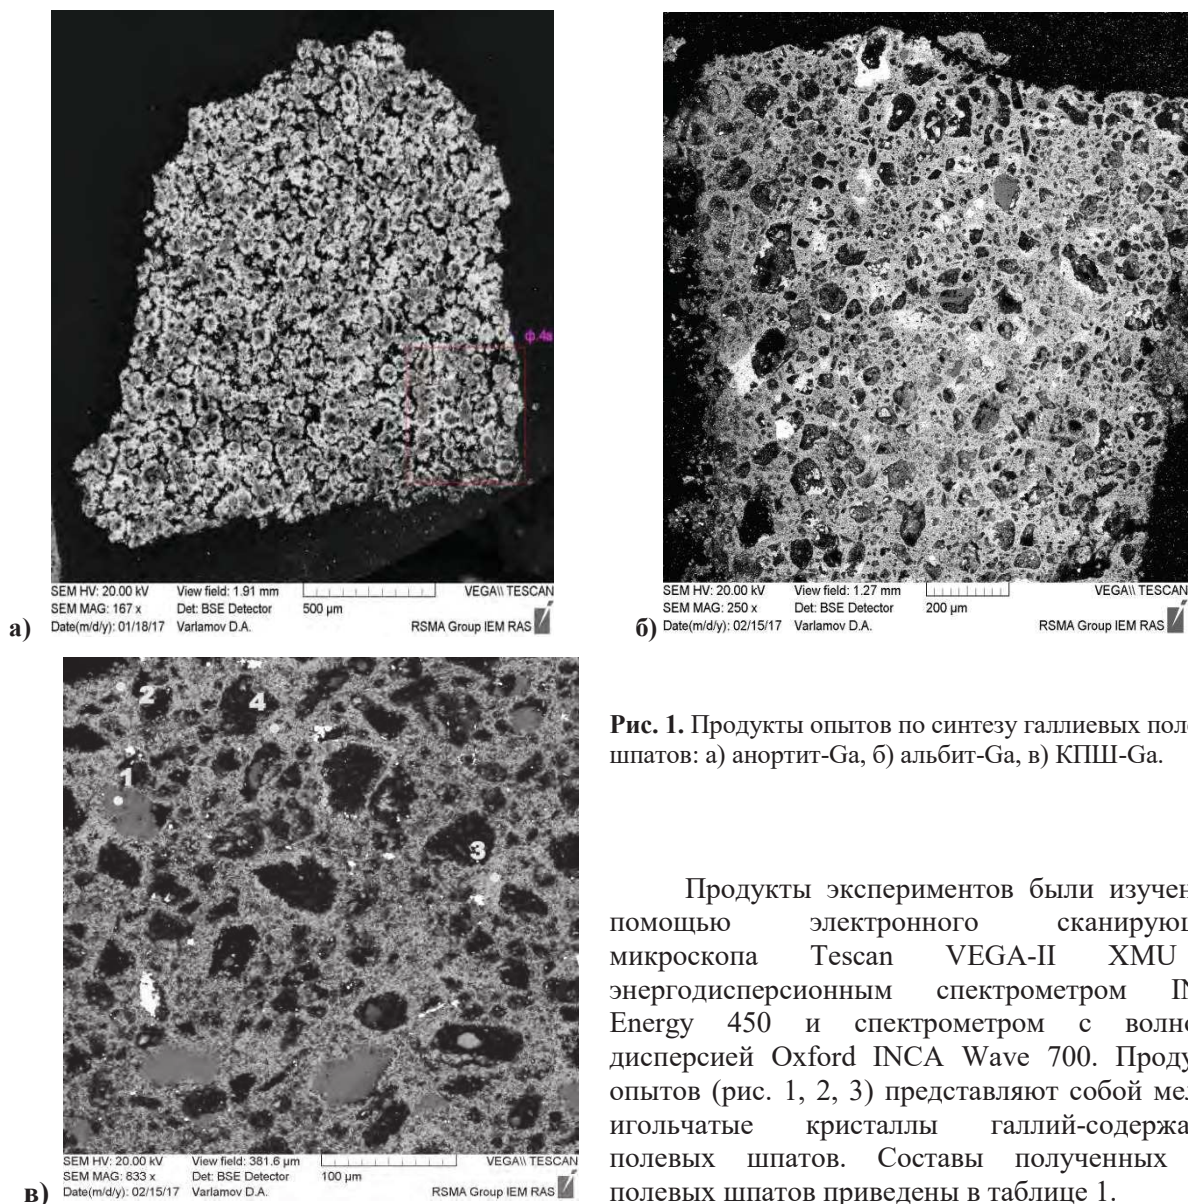 ф.4а
SEM HV: 20.00 kV View field: 1.91 mm VEGA\\ TESCAN
SEM MAG: 167 x Det: BSE Detector 500 µm
Date(m/d/y): 01/18/17 Varlamov D.A. RSMA Group IEM RAS
а)
SEM HV: 20.00 kV View field: 1.27 mm VEGA\\ TESCAN
SEM MAG: 250 x Det: BSE Detector 200 µm
Date(m/d/y): 02/15/17 Varlamov D.A. RSMA Group IEM RAS
б)
2
4
1
3
SEM HV: 20.00 kV View field: 381.6 µm VEGA\\ TESCAN
SEM MAG: 833 x Det: BSE Detector 100 µm
Date(m/d/y): 02/15/17 Varlamov D.A. RSMA Group IEM RAS
в)
Рис. 1. Продукты опытов по синтезу галлиевых поле
шпатов: а) анортит-Ga, б) альбит-Ga, в) КПШ-Ga.
Продукты экспериментов были изучен
помощью электронного сканирующ
микроскопа Tescan VEGA-II XMU
энергодисперсионным спектрометром IN
Energy 450 и спектрометром с волно
дисперсией Oxford INCA Wave 700. Проду
опытов (рис. 1, 2, 3) представляют собой мел
игольчатые кристаллы галлий-содержа
полевых шпатов. Составы полученных
полевых шпатов приведены в таблице 1.